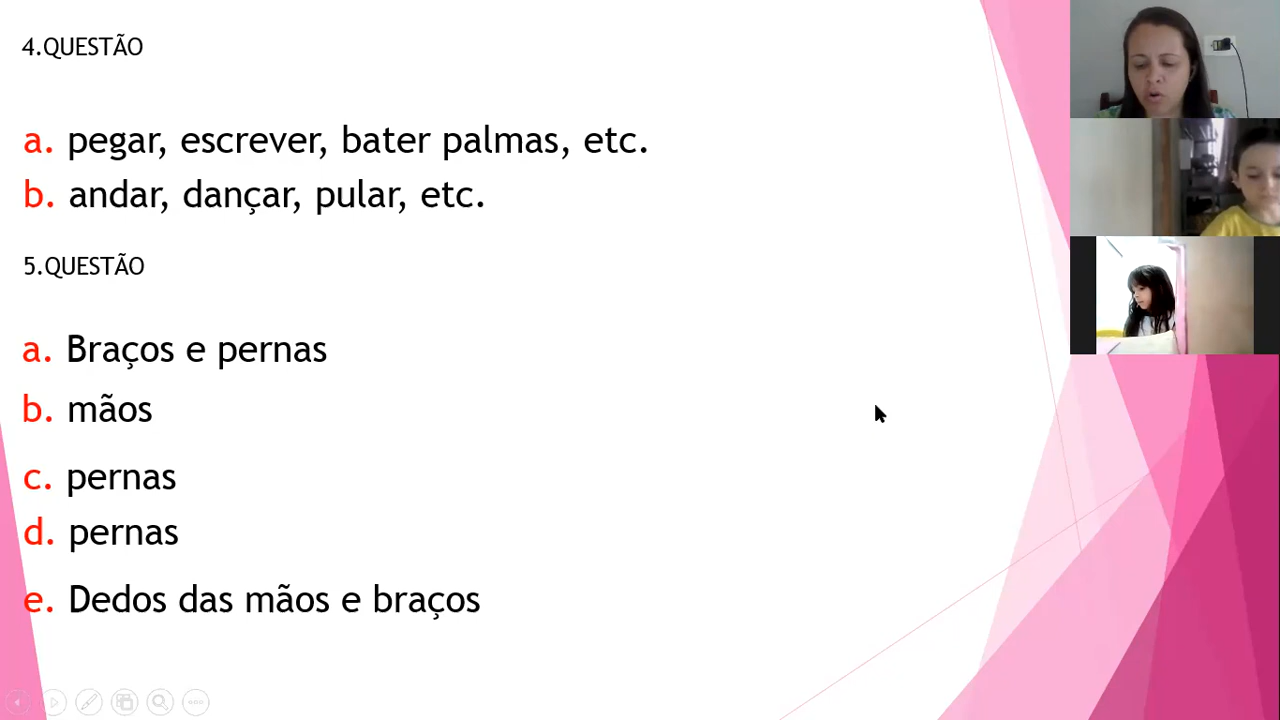 4.QUESTÃO
a. pegar, escrever, bater palmas, etc.
b. andar, dançar, pular, etc.
5.QUESTÃO
a. Braços e pernas
b. mãos
c. pernas
d. pernas
e. Dedos das mãos e braços